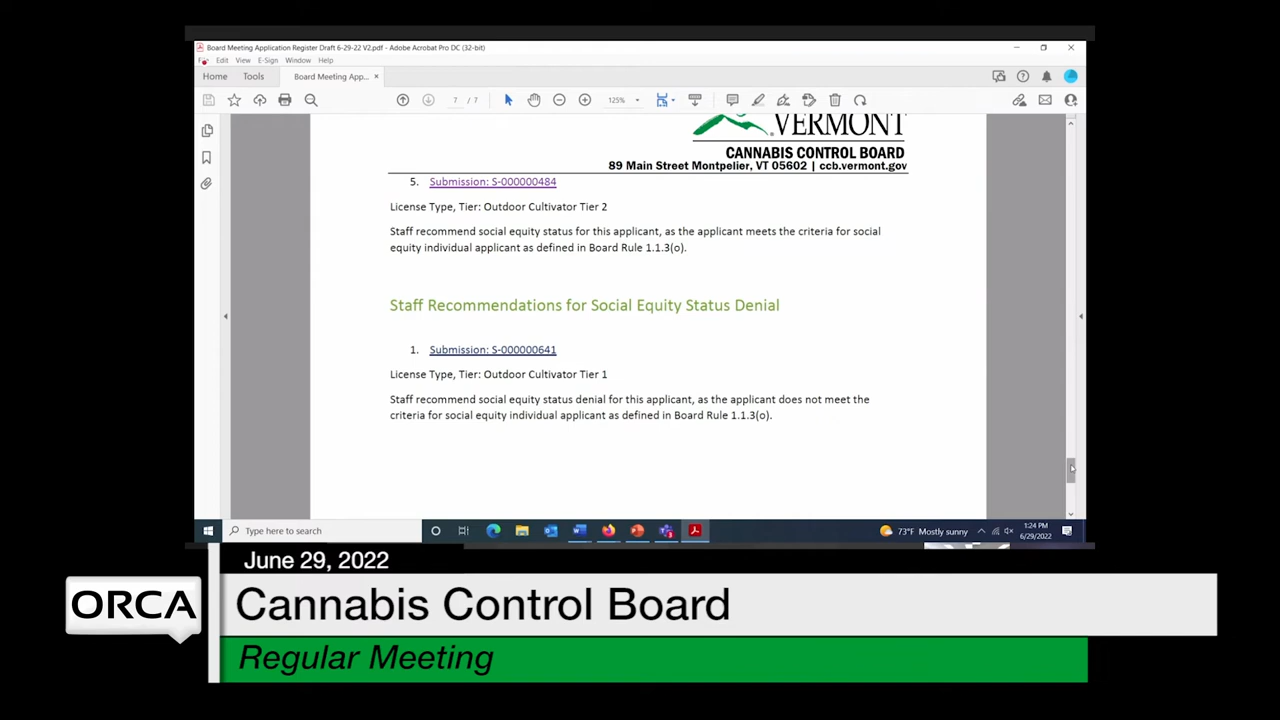 Board Meeting Application Register Draft 6-29-22 V2.pdf - Adobe Acrobat Pro DC (32-bit)
File Edit View E-Sign Window Help
Home Tools Board Meeting App... ×
7 / 7 125%
VERMONT
CANNABIS CONTROL BOARD
89 Main Street Montpelier, VT 05602 | ccb.vermont.gov
5. Submission: S-000000484
License Type, Tier: Outdoor Cultivator Tier 2
Staff recommend social equity status for this applicant, as the applicant meets the criteria for social
equity individual applicant as defined in Board Rule 1.1.3(o).
Staff Recommendations for Social Equity Status Denial
1. Submission: S-000000641
License Type, Tier: Outdoor Cultivator Tier 1
Staff recommend social equity status denial for this applicant, as the applicant does not meet the
criteria for social equity individual applicant as defined in Board Rule 1.1.3(o).
Type here to search
73°F Mostly sunny
1:24 PM
6/29/2022
June 29, 2022
ORCA
Cannabis Control Board
Regular Meeting